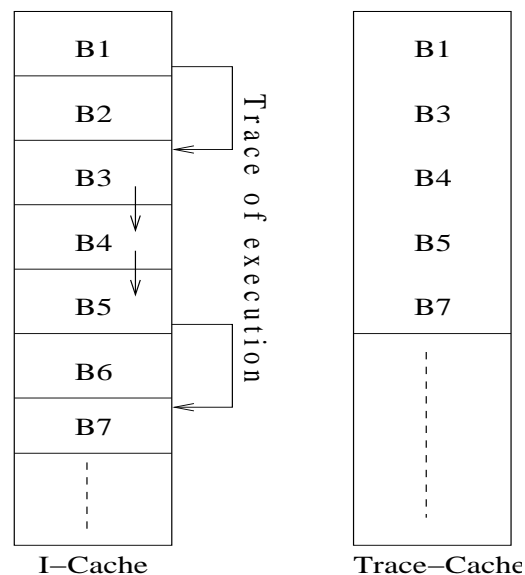 B1
B2
B3
B4
B5
B6
B7
I–Cache
Trace of execution
B1
B3
B4
B5
B7
Trace–Cache